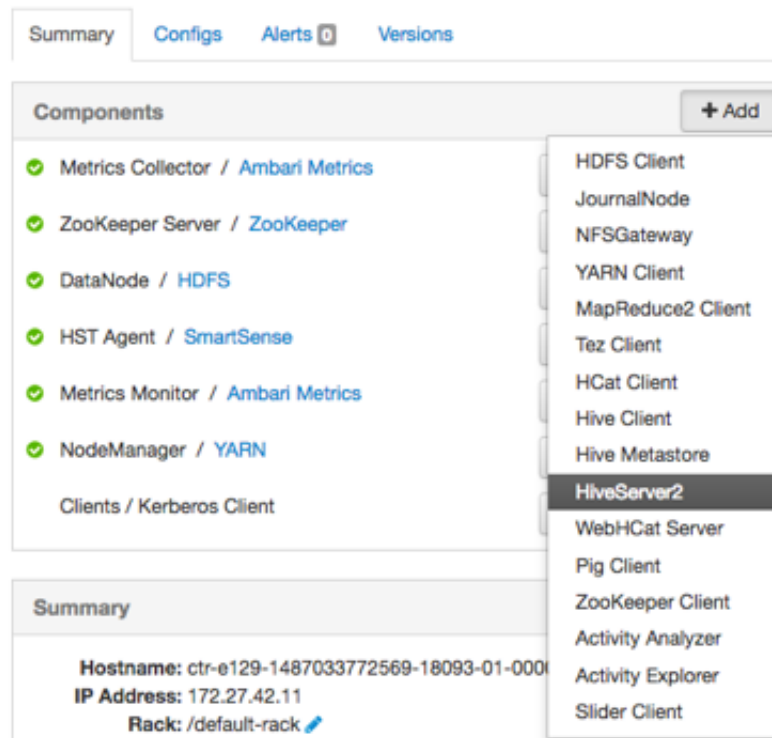 Summary Configs Alerts 0 Versions
Components
+ Add
Metrics Collector / Ambari Metrics
ZooKeeper Server / ZooKeeper
DataNode / HDFS
HST Agent / SmartSense
Metrics Monitor / Ambari Metrics
NodeManager / YARN
Clients / Kerberos Client
HDFS Client
JournalNode
NFSGateway
YARN Client
MapReduce2 Client
Tez Client
HCat Client
Hive Client
Hive Metastore
HiveServer2
WebHCat Server
Pig Client
ZooKeeper Client
Activity Analyzer
Activity Explorer
Slider Client
Summary
Hostname: ctr-e129-1487033772569-18093-01-000
IP Address: 172.27.42.11
Rack: /default-rack